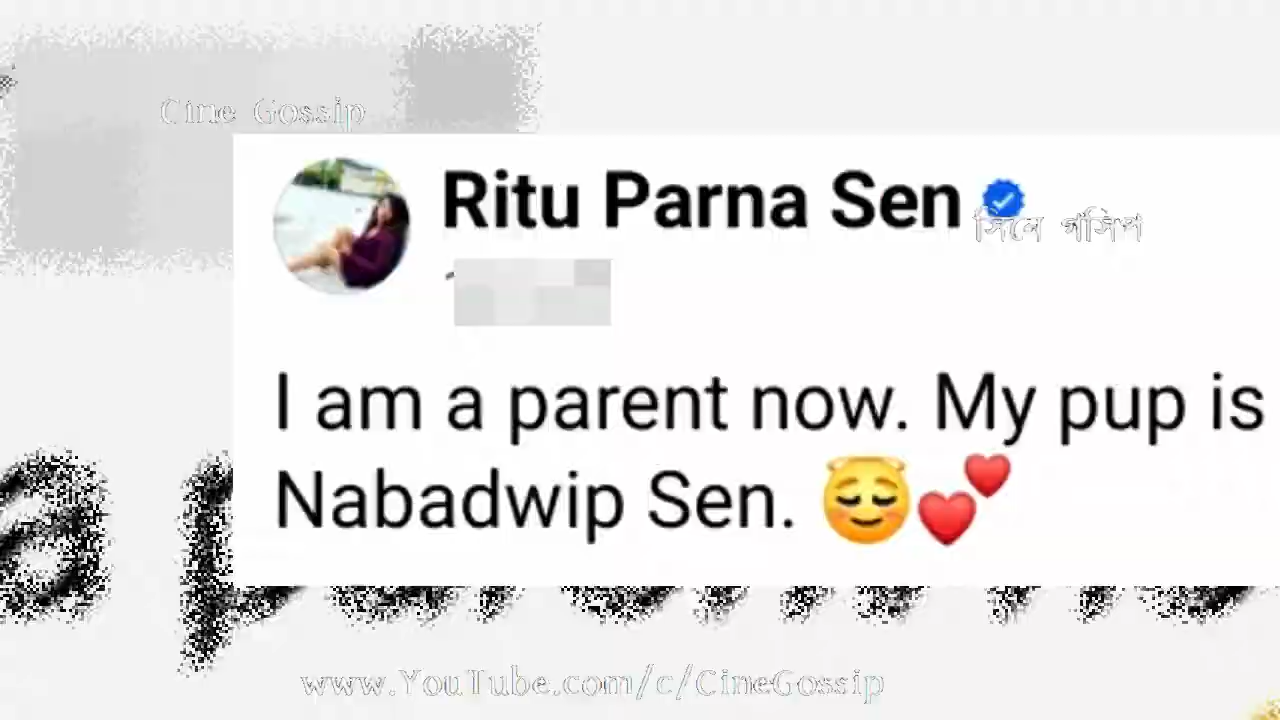 Cine Gossip
Ritu Parna Sen
সিনে গসিপ
I am a parent now. My pup is
Nabadwip Sen. 😇💕
www.YouTube.com/c/CineGossip